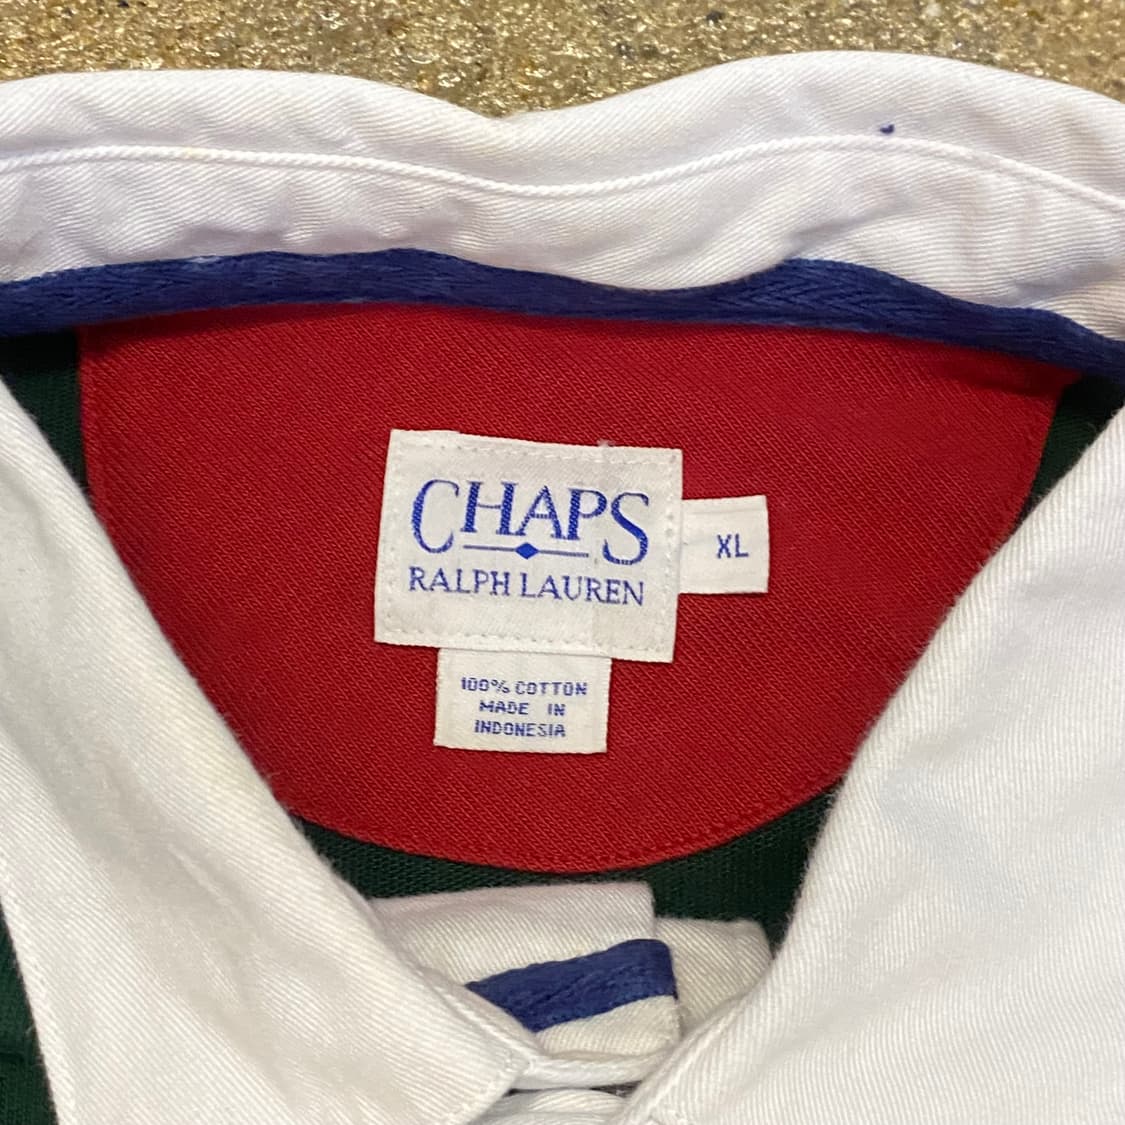 CHAPS
RALPH LAUREN
XL
100% COTTON
MADE IN
INDONESIA